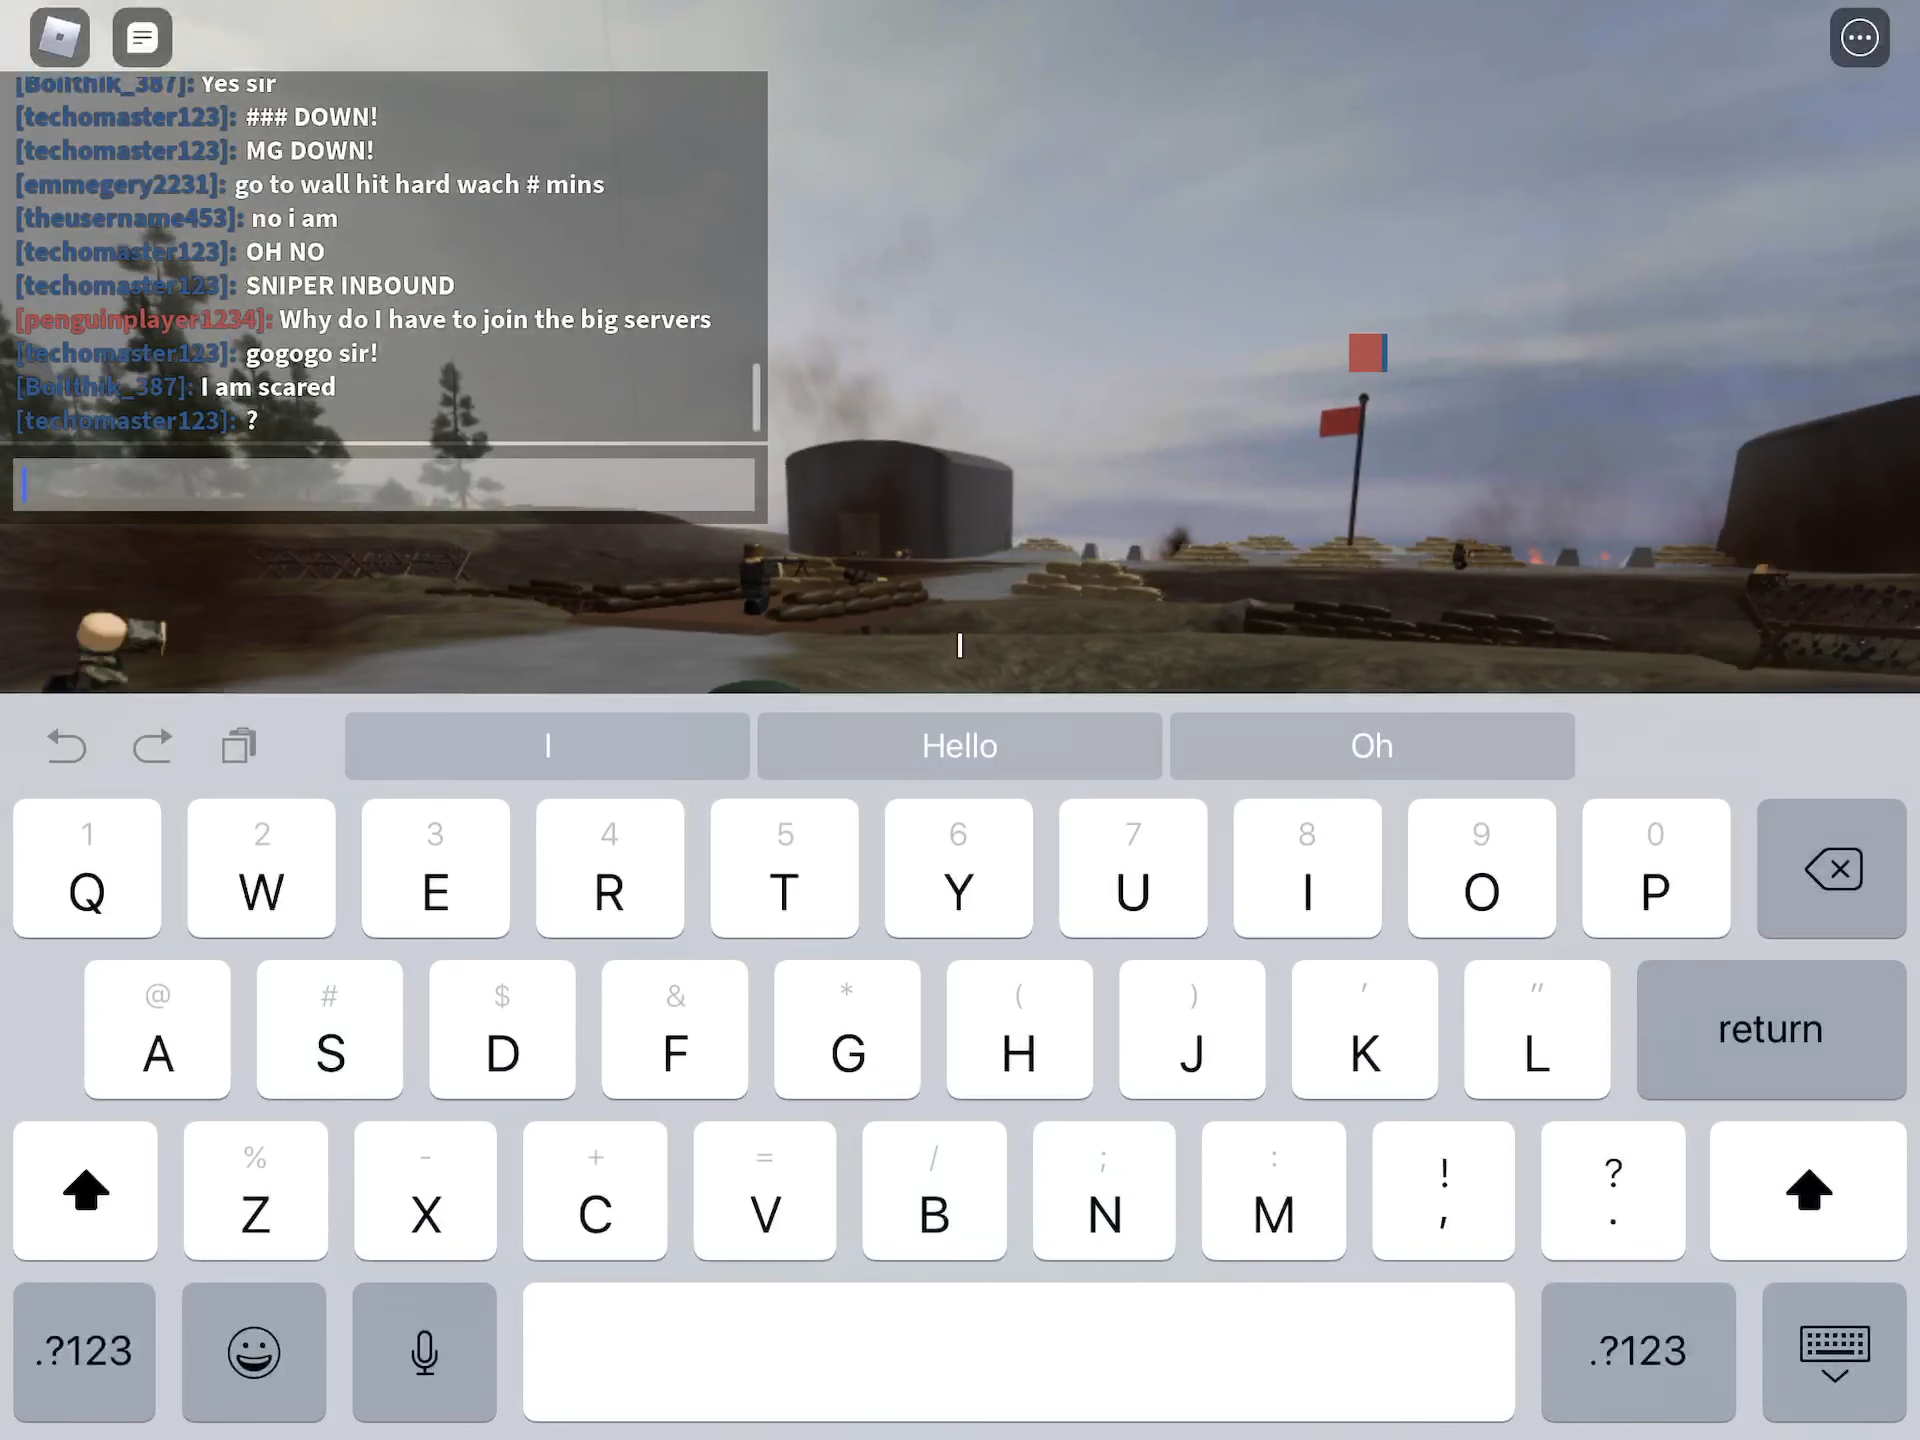 [Boilthik_387]: Yes sir
[techomaster123]: ### DOWN!
[techomaster123]: MG DOWN!
[emmegery2231]: go to wall hit hard wach # mins
[theusername453]: no i am
[techomaster123]: OH NO
[techomaster123]: SNIPER INBOUND
[penguinplayer1234]: Why do I have to join the big servers
[techomaster123]: gogogo sir!
[Boilthik_387]: I am scared
[techomaster123]: ?
I Hello Oh
1 2 3 4 5 6 7 8 9 0
Q W E R T Y U I O P
@ # $ & * ( ) ' "
A S D F G H J K L return
% - + = / ; : ! ?
Z X C V B N M , .
.?123 .?123